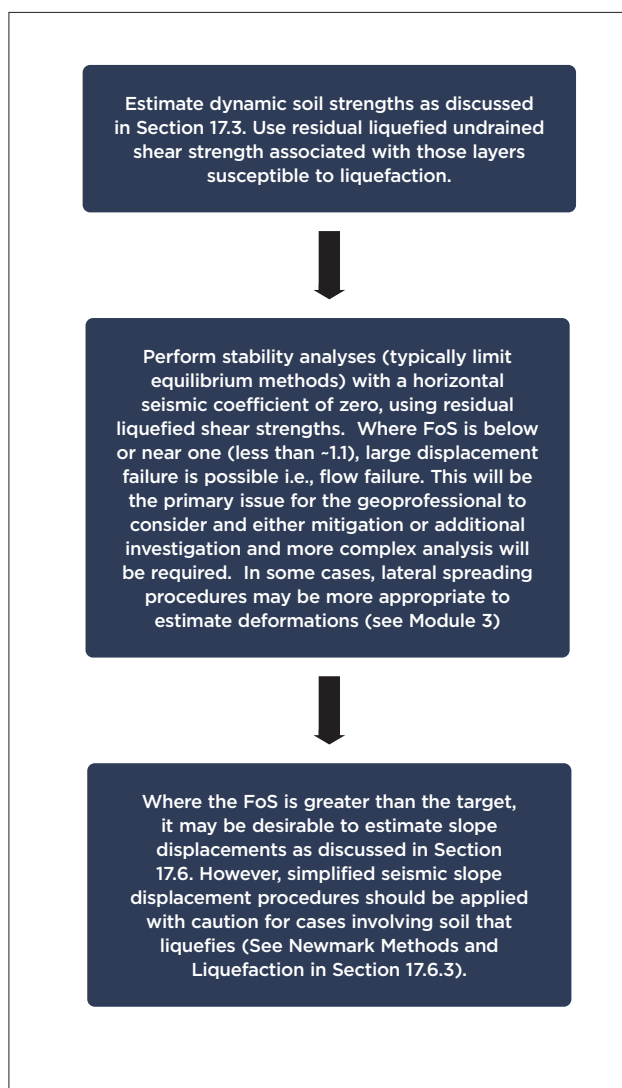 Estimate dynamic soil strengths as discussed
in Section 17.3. Use residual liquefied undrained
shear strength associated with those layers
susceptible to liquefaction.
Perform stability analyses (typically limit
equilibrium methods) with a horizontal
seismic coefficient of zero, using residual
liquefied shear strengths.  Where FoS is below
or near one (less than ~1.1), large displacement
failure is possible i.e., flow failure. This will be
the primary issue for the geoprofessional to
consider and either mitigation or additional
investigation and more complex analysis will
be required.  In some cases, lateral spreading
procedures may be more appropriate to
estimate deformations (see Module 3)
Where the FoS is greater than the target,
it may be desirable to estimate slope
displacements as discussed in Section
17.6. However, simplified seismic slope
displacement procedures should be applied
with caution for cases involving soil that
liquefies (See Newmark Methods and
Liquefaction in Section 17.6.3).